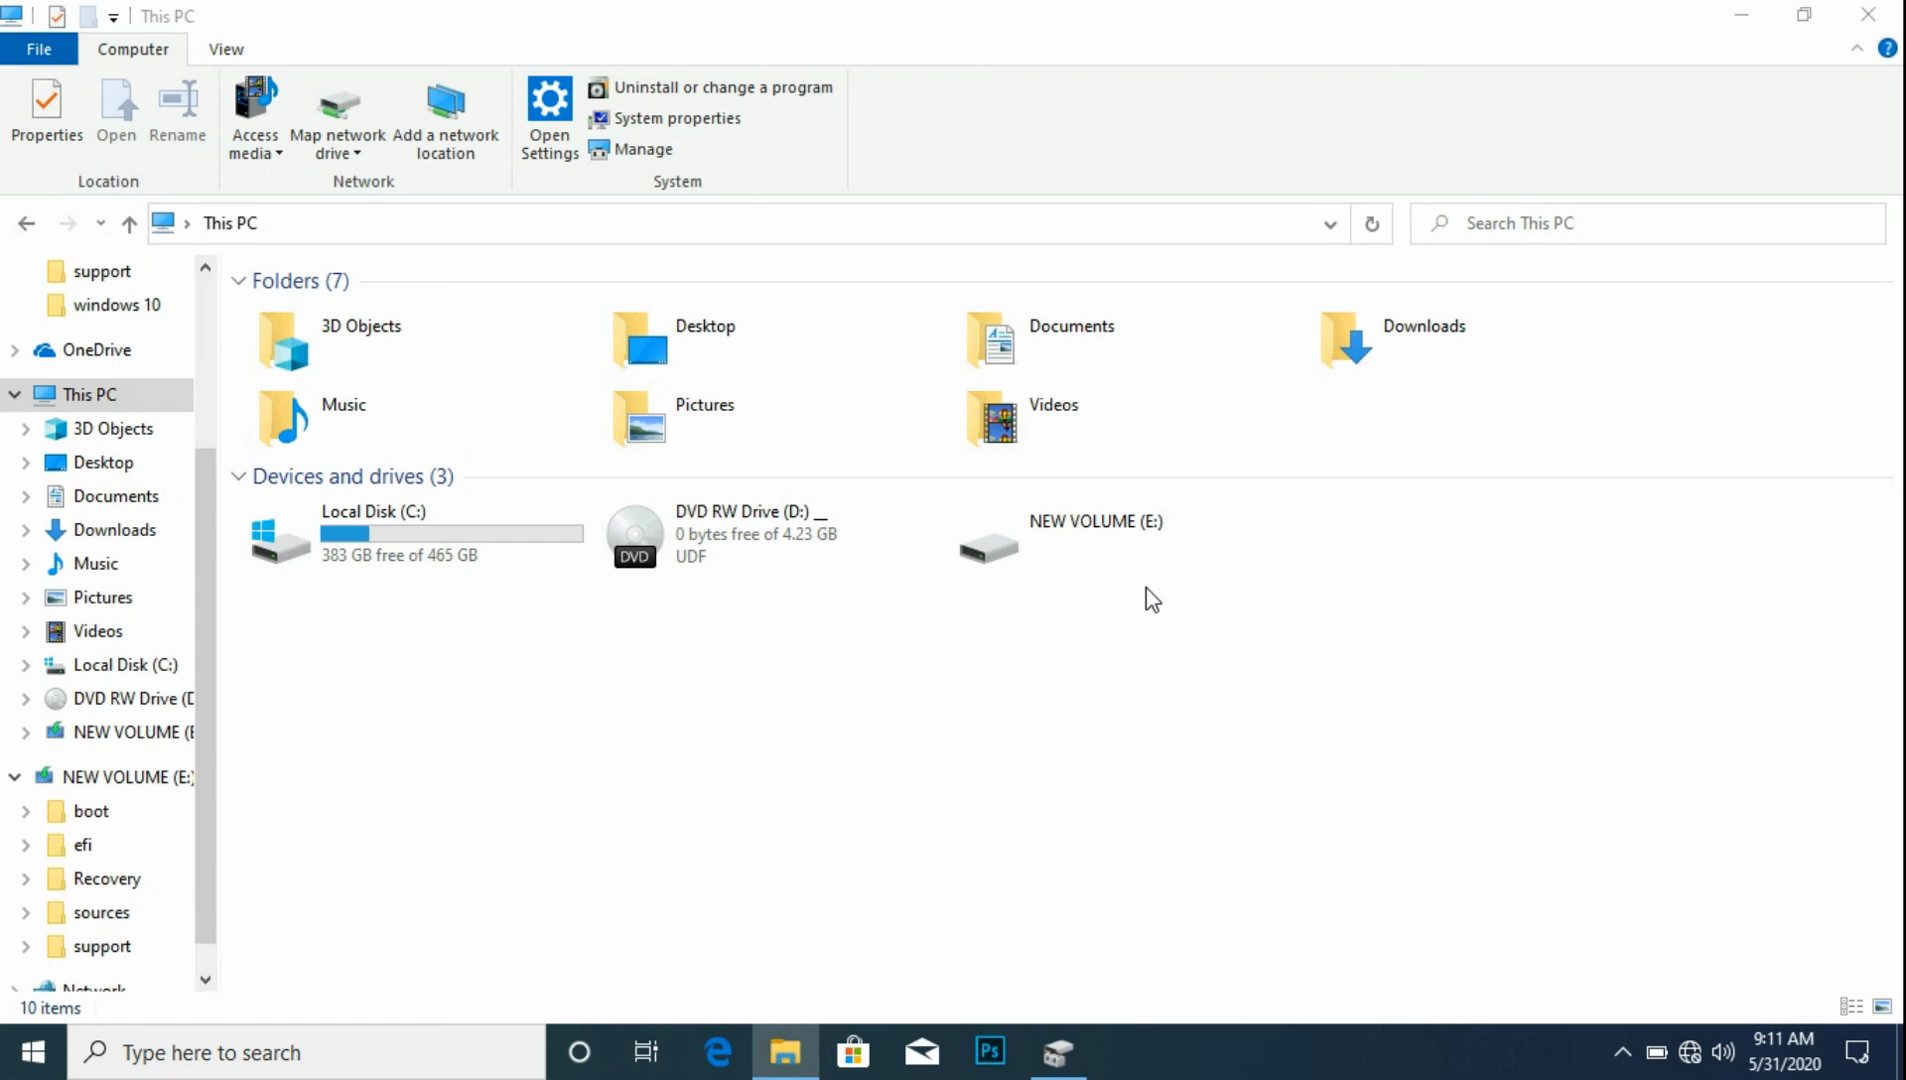 This PC
File
Computer
View
Properties
Open
Rename
Access
media
Map network
drive
Add a network
location
Open
Settings
Uninstall or change a program
System properties
Manage
Location
Network
System
This PC
Search This PC
support
windows 10
OneDrive
This PC
3D Objects
Desktop
Documents
Downloads
Music
Pictures
Videos
Local Disk (C:)
DVD RW Drive (D
NEW VOLUME (E
NEW VOLUME (E:)
boot
efi
Recovery
sources
support
Network
Folders (7)
3D Objects
Desktop
Documents
Downloads
Music
Pictures
Videos
Devices and drives (3)
Local Disk (C:)
383 GB free of 465 GB
DVD
DVD RW Drive (D:) __
0 bytes free of 4.23 GB
UDF
NEW VOLUME (E:)
10 items
Type here to search
Ps
9:11 AM
5/31/2020